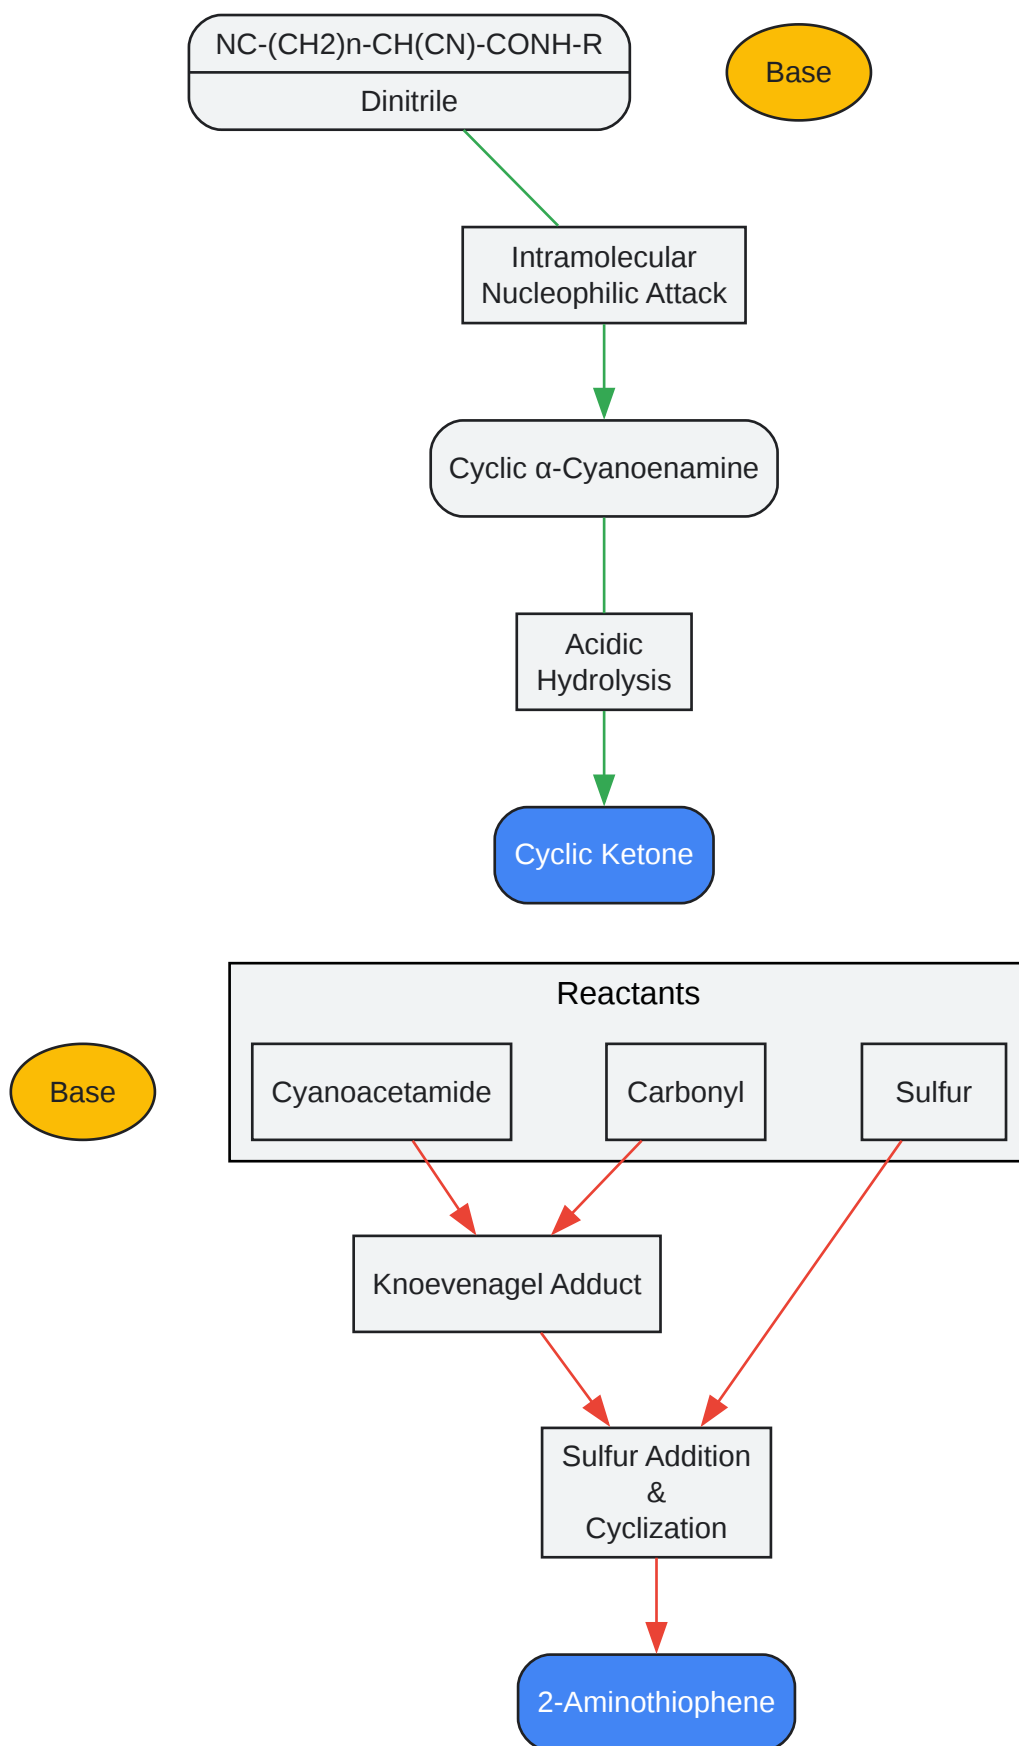 NC-(CH2)n-CH(CN)-CONH-R
Dinitrile
Base
Intramolecular
Nucleophilic Attack
Cyclic α-Cyanoenamine
Acidic
Hydrolysis
Cyclic Ketone
Reactants
Base
Cyanoacetamide
Carbonyl
Sulfur
Knoevenagel Adduct
Sulfur Addition
&
Cyclization
2-Aminothiophene